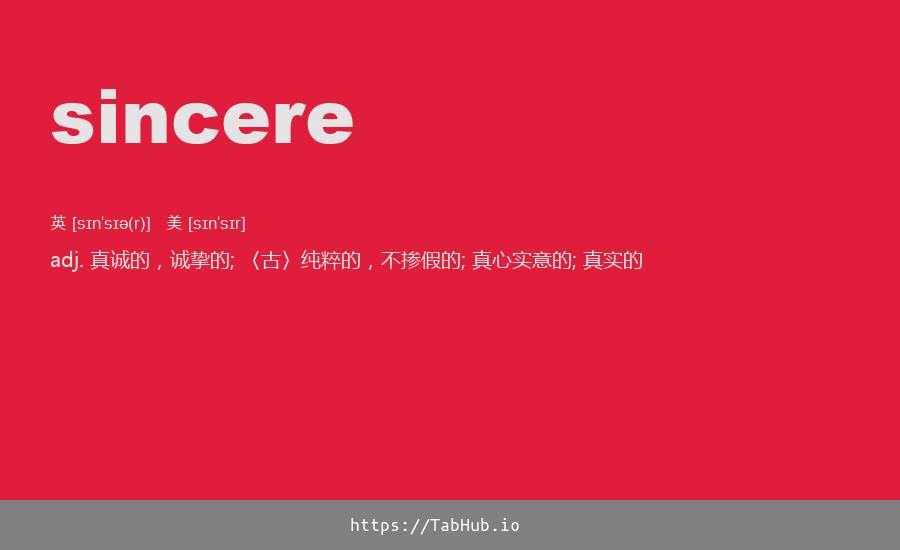 sincere
英 [sɪnˈsɪə(r)] 美 [sɪnˈsɪr]
adj. 真诚的，诚挚的; 〈古〉纯粹的，不掺假的; 真心实意的; 真实的
https://TabHub.io